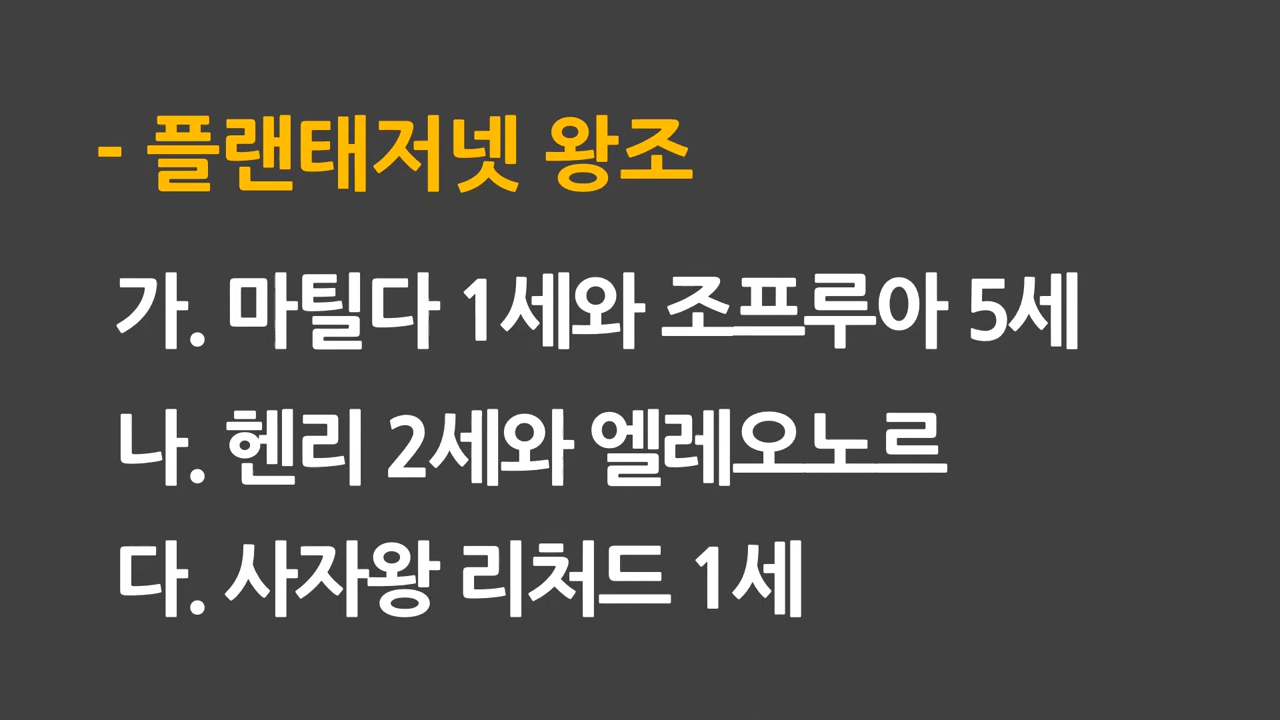 - 플랜태저넷 왕조
가. 마틸다 1세와 조프루아 5세
나. 헨리 2세와 엘레오노르
다. 사자왕 리처드 1세